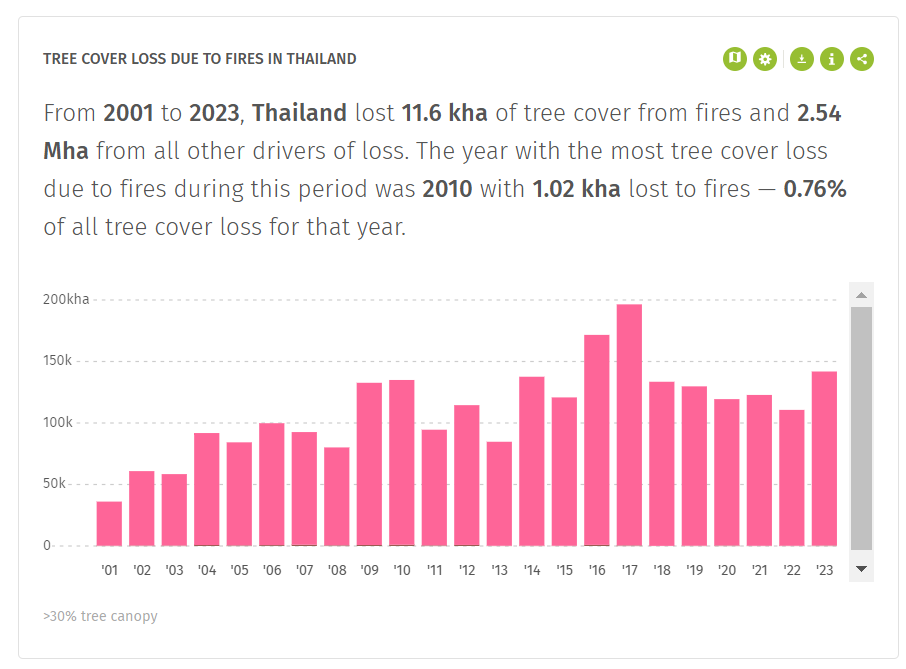 TREE COVER LOSS DUE TO FIRES IN THAILAND
From 2001 to 2023, Thailand lost 11.6 kha of tree cover from fires and 2.54
Mha from all other drivers of loss. The year with the most tree cover loss
due to fires during this period was 2010 with 1.02 kha lost to fires — 0.76%
of all tree cover loss for that year.
200kha
150k
100k
50k
0
'01 '02 '03 '04 '05 '06 '07 '08 '09 '10 '11 '12 '13 '14 '15 '16 '17 '18 '19 '20 '21 '22 '23
>30% tree canopy